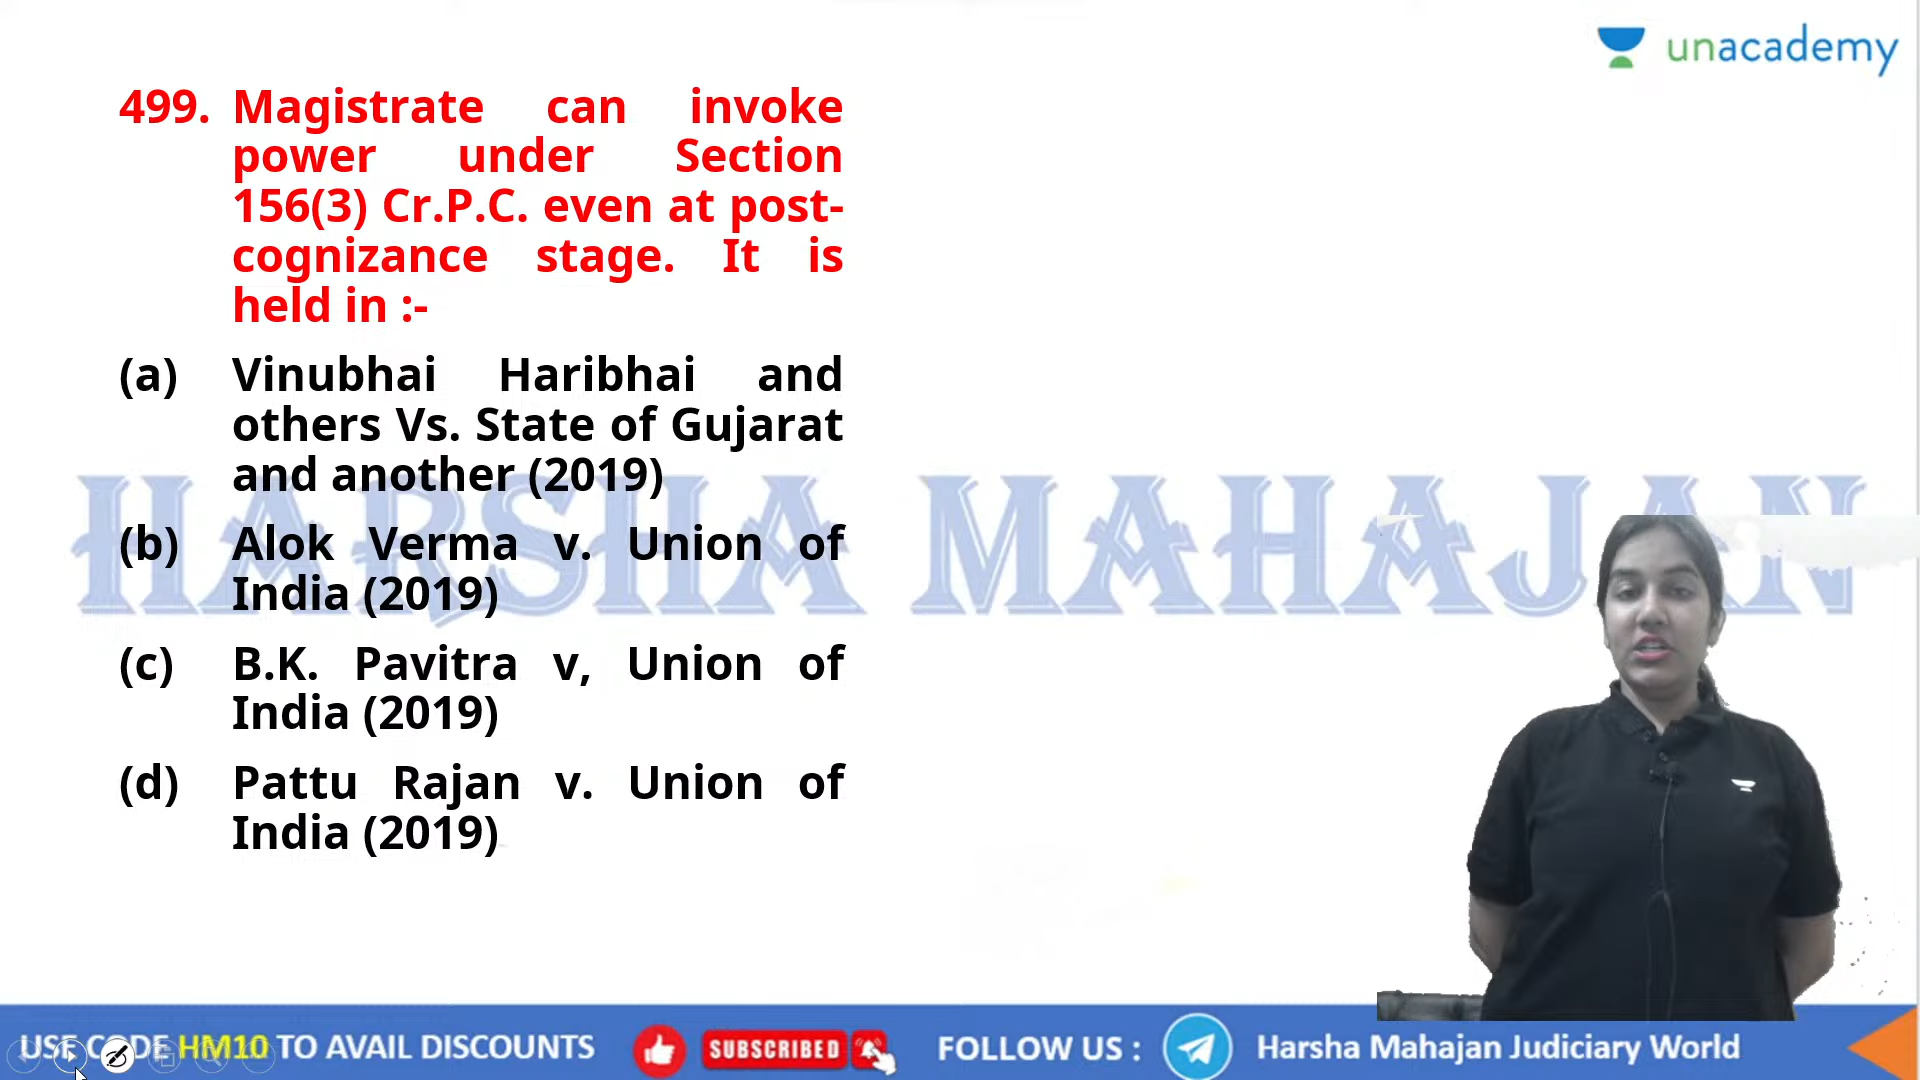 unacademy
499. Magistrate can invoke
power under Section
156(3) Cr.P.C. even at post-
cognizance stage. It is
held in :-
(a) Vinubhai Haribhai and
others Vs. State of Gujarat
and another (2019)
(b) Alok Verma v. Union of
India (2019)
(c) B.K. Pavitra v, Union of
India (2019)
(d) Pattu Rajan v. Union of
India (2019)
HARSHA MAHAJAN
USE CODE HM10 TO AVAIL DISCOUNTS
SUBSCRIBED
FOLLOW US :
Harsha Mahajan Judiciary World